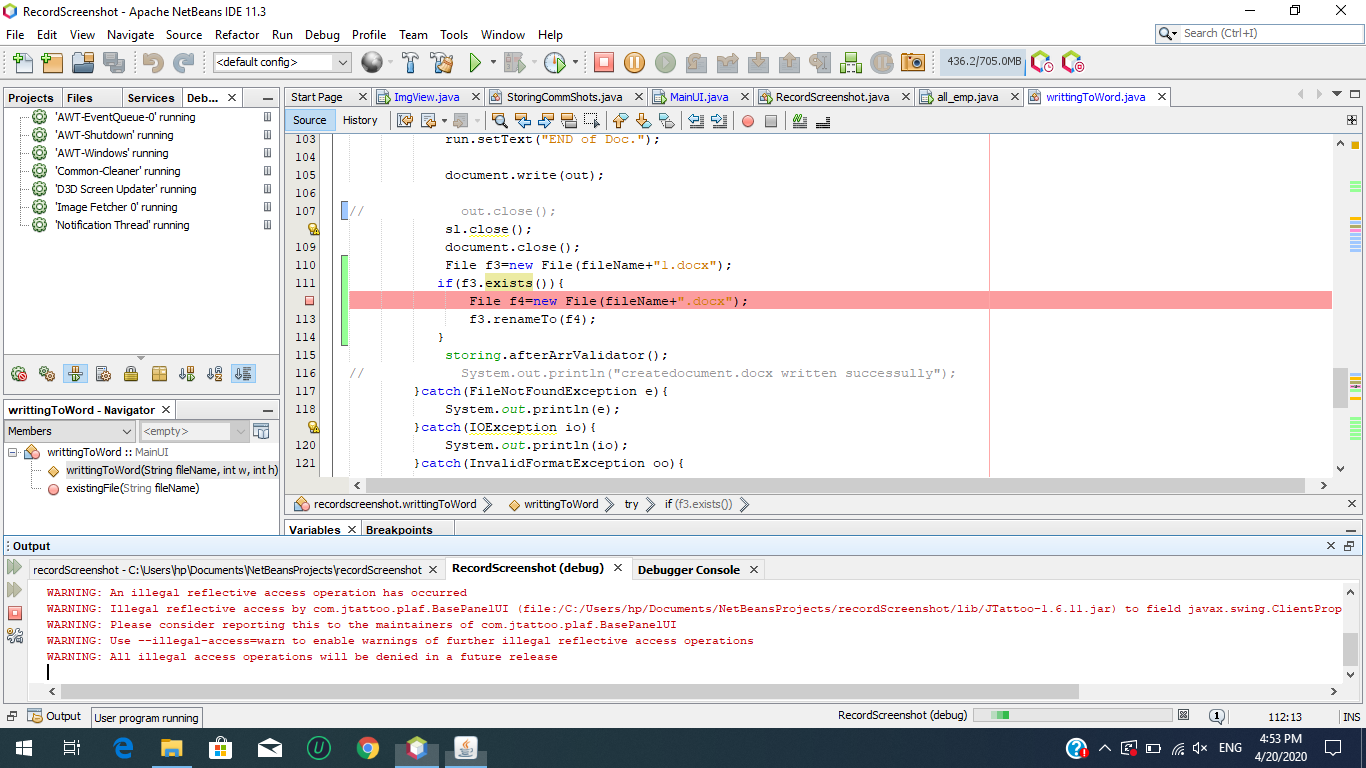 RecordScreenshot - Apache NetBeans IDE 11.3
File Edit View Navigate Source Refactor Run Debug Profile Team Tools Window Help
Search (Ctrl+I)
<default config>
436.2/705.0MB
Projects Files Services Deb...
'AWT-EventQueue-0' running
'AWT-Shutdown' running
'AWT-Windows' running
'Common-Cleaner' running
'D3D Screen Updater' running
'Image Fetcher 0' running
'Notification Thread' running
writtingToWord - Navigator
Members <empty>
writtingToWord :: MainUI
writtingToWord(String fileName, int w, int h)
existingFile(String fileName)
Start Page ImgView.java StoringCommShots.java MainUI.java RecordScreenshot.java all_emp.java writtingToWord.java
Source History
103 run.setText("END of Doc.");
104
105 document.write(out);
106
107 // out.close();
sl.close();
109 document.close();
110 File f3=new File(fileName+"1.docx");
111 if(f3.exists()){
File f4=new File(fileName+".docx");
113 f3.renameTo(f4);
114 }
115 storing.afterArrValidator();
116 // System.out.println("createdocument.docx written successully");
117 }catch(FileNotFoundException e){
118 System.out.println(e);
}catch(IOException io){
120 System.out.println(io);
121 }catch(InvalidFormatException oo){
recordscreenshot.writtingToWord writtingToWord try if (f3.exists())
Variables Breakpoints
Output
recordScreenshot - C:\Users\hp\Documents\NetBeansProjects\recordScreenshot RecordScreenshot (debug) Debugger Console
WARNING: An illegal reflective access operation has occurred
WARNING: Illegal reflective access by com.jtattoo.plaf.BasePanelUI (file:/C:/Users/hp/Documents/NetBeansProjects/recordScreenshot/lib/JTattoo-1.6.11.jar) to field javax.swing.ClientProp
WARNING: Please consider reporting this to the maintainers of com.jtattoo.plaf.BasePanelUI
WARNING: Use --illegal-access=warn to enable warnings of further illegal reflective access operations
WARNING: All illegal access operations will be denied in a future release
Output User program running RecordScreenshot (debug) 1 112:13 INS
ENG 4:53 PM
4/20/2020